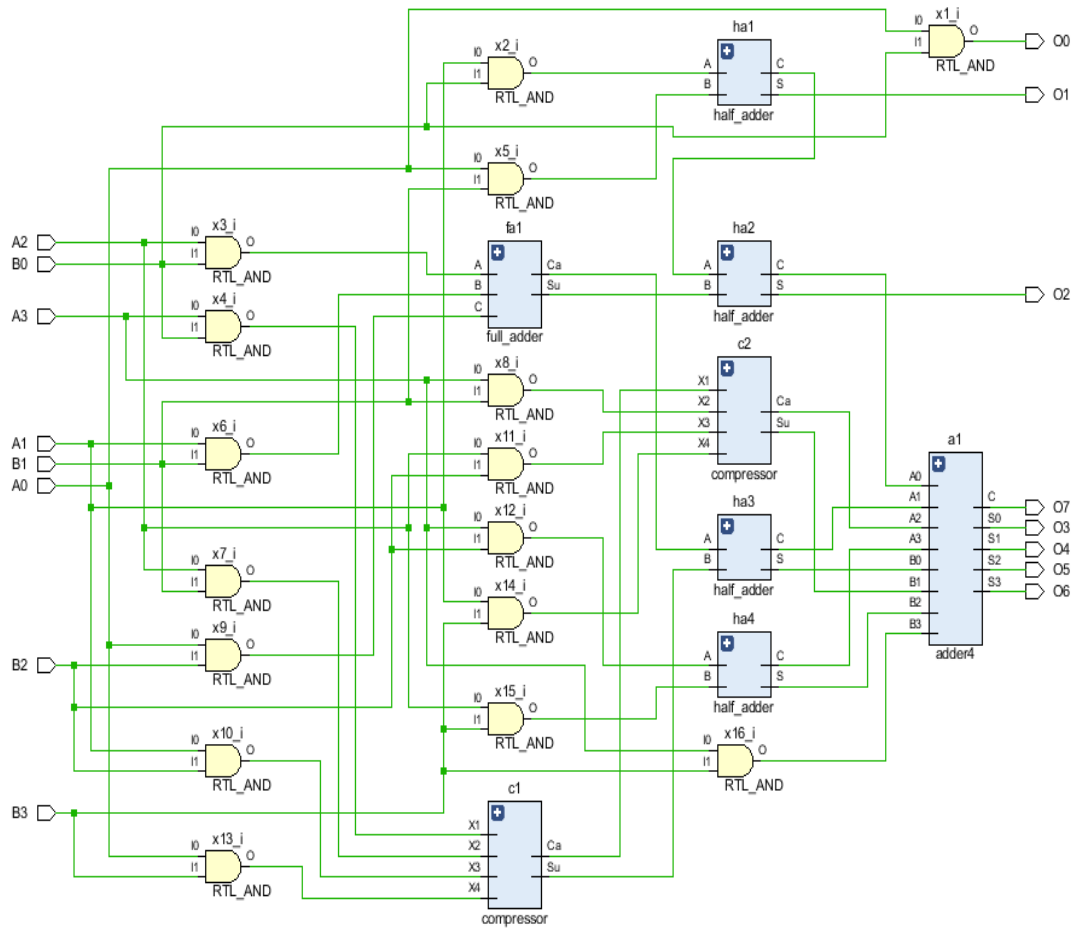 x1_i
I0
I1
O
RTL_AND
O0
x2_i
I0
I1
O
RTL_AND
ha1
A
B
C
S
half_adder
O1
x5_i
I0
I1
O
RTL_AND
A2
B0
x3_i
I0
I1
O
RTL_AND
fa1
A
B
C
Ca
Su
full_adder
ha2
A
B
C
S
half_adder
O2
A3
x4_i
I0
I1
O
RTL_AND
x8_i
I0
I1
O
RTL_AND
c2
X1
X2
X3
X4
Ca
Su
compressor
A1
B1
A0
x6_i
I0
I1
O
RTL_AND
x11_i
I0
I1
O
RTL_AND
a1
A0
A1
A2
A3
B0
B1
B2
B3
C
S0
S1
S2
S3
adder4
O7
O3
O4
O5
O6
x12_i
I0
I1
O
RTL_AND
ha3
A
B
C
S
half_adder
x7_i
I0
I1
O
RTL_AND
x14_i
I0
I1
O
RTL_AND
x9_i
I0
I1
O
RTL_AND
ha4
A
B
C
S
half_adder
B2
x15_i
I0
I1
O
RTL_AND
x10_i
I0
I1
O
RTL_AND
x16_i
I0
I1
O
RTL_AND
B3
x13_i
I0
I1
O
RTL_AND
c1
X1
X2
X3
X4
Ca
Su
compressor